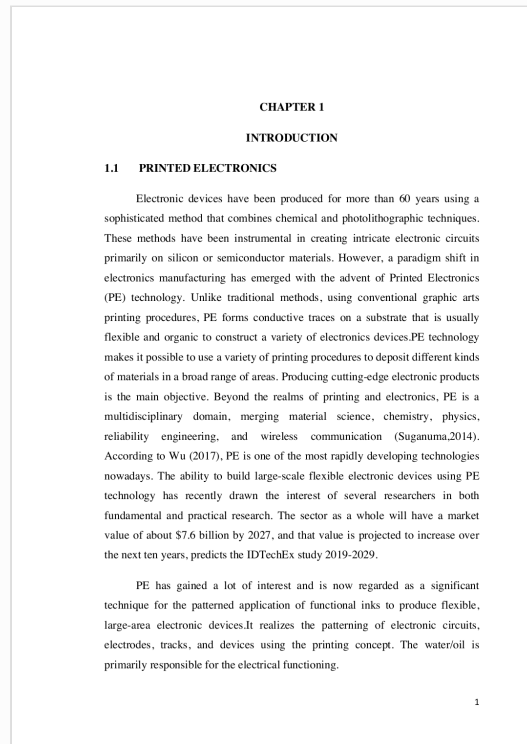 CHAPTER 1
INTRODUCTION
1.1 PRINTED ELECTRONICS
Electronic devices have been produced for more than 60 years using a
sophisticated method that combines chemical and photolithographic techniques.
These methods have been instrumental in creating intricate electronic circuits
primarily on silicon or semiconductor materials. However, a paradigm shift in
electronics manufacturing has emerged with the advent of Printed Electronics
(PE) technology. Unlike traditional methods, using conventional graphic arts
printing procedures, PE forms conductive traces on a substrate that is usually
flexible and organic to construct a variety of electronics devices.PE technology
makes it possible to use a variety of printing procedures to deposit different kinds
of materials in a broad range of areas. Producing cutting-edge electronic products
is the main objective. Beyond the realms of printing and electronics, PE is a
multidisciplinary domain, merging material science, chemistry, physics,
reliability engineering, and wireless communication (Suganuma,2014).
According to Wu (2017), PE is one of the most rapidly developing technologies
nowadays. The ability to build large-scale flexible electronic devices using PE
technology has recently drawn the interest of several researchers in both
fundamental and practical research. The sector as a whole will have a market
value of about $7.6 billion by 2027, and that value is projected to increase over
the next ten years, predicts the IDTechEx study 2019-2029.
PE has gained a lot of interest and is now regarded as a significant
technique for the patterned application of functional inks to produce flexible,
large-area electronic devices.It realizes the patterning of electronic circuits,
electrodes, tracks, and devices using the printing concept. The water/oil is
primarily responsible for the electrical functioning.
1